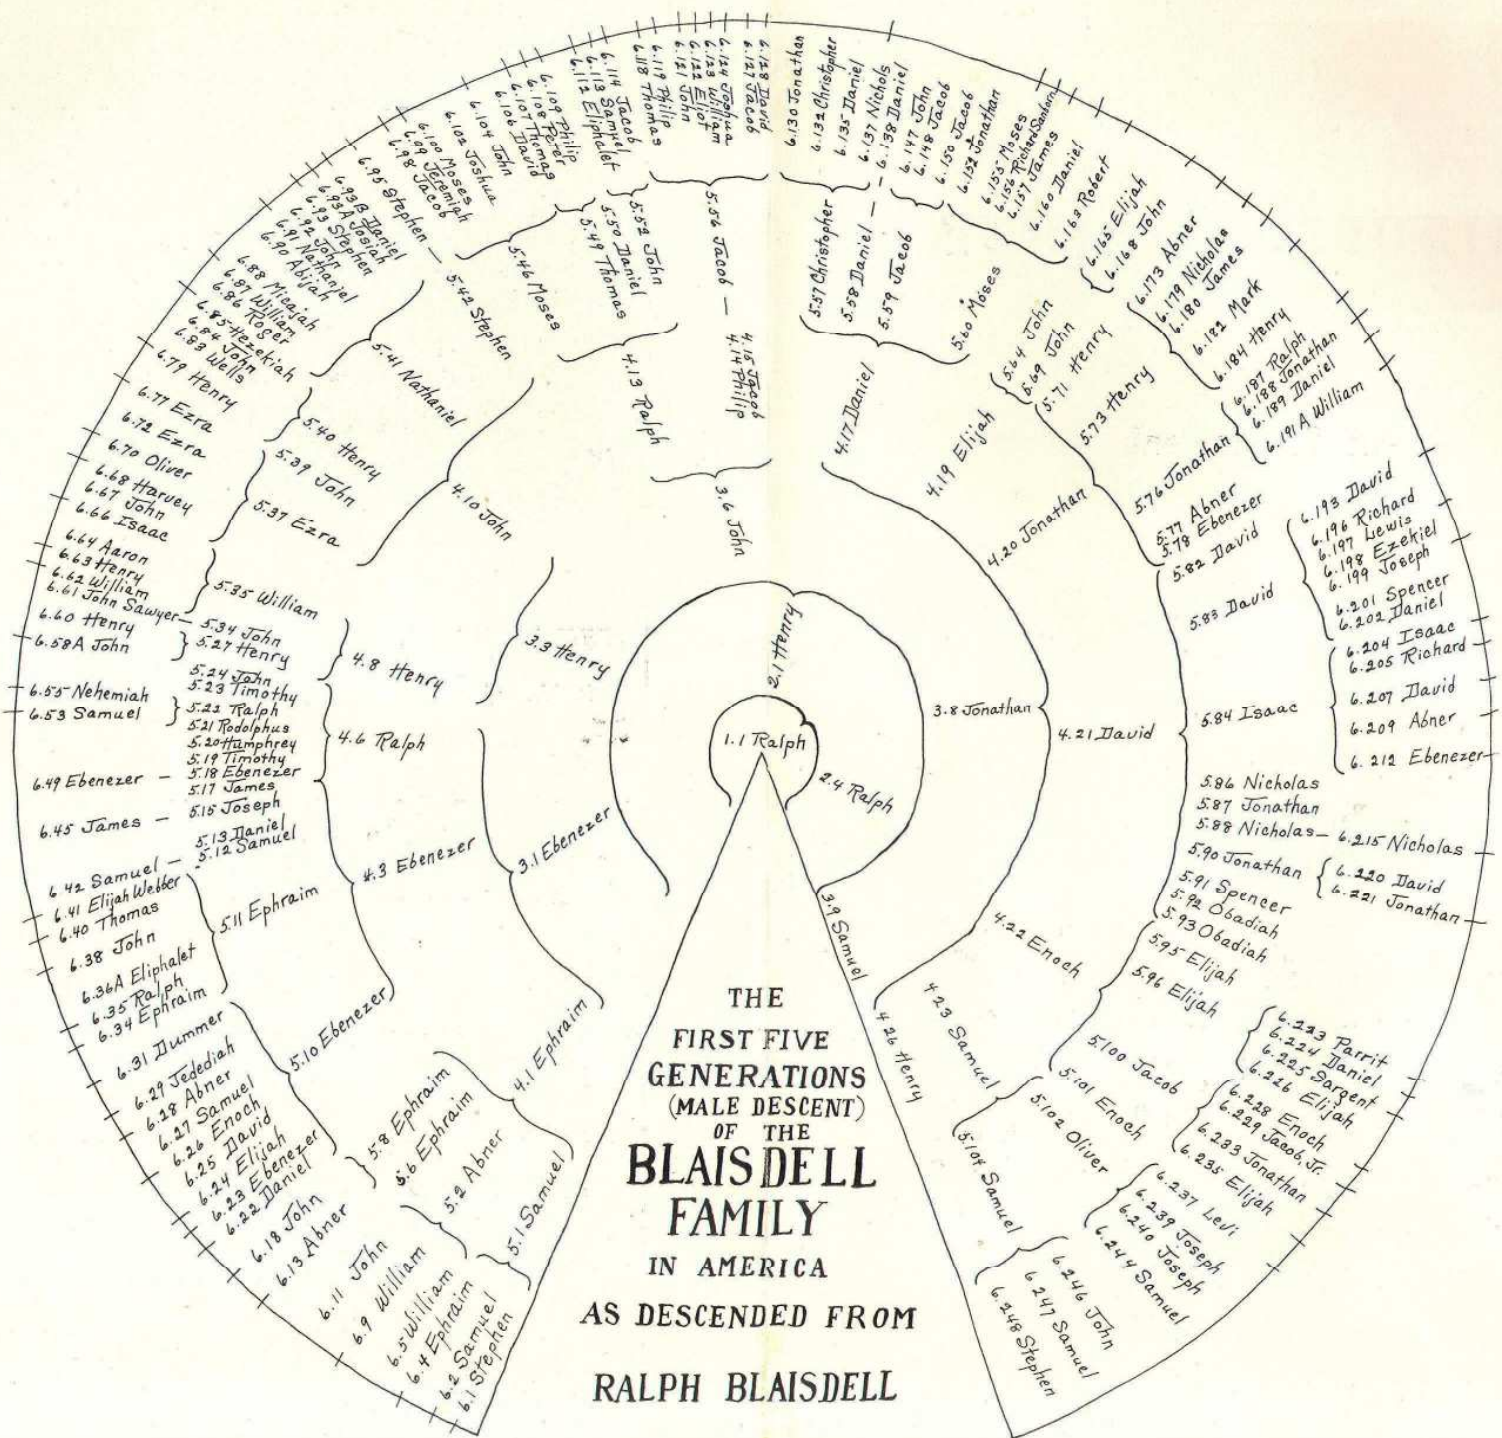 THE
FIRST FIVE
GENERATIONS
(MALE DESCENT)
OF THE
BLAISDELL
FAMILY
IN AMERICA
AS DESCENDED FROM
RALPH BLAISDELL
1.1 Ralph
2.1 Henry
2.4 Ralph
3.1 Ebenezer
3.3 Henry
3.6 John
3.8 Jonathan
3.9 Samuel
4.1 Ephraim
4.3 Ebenezer
4.6 Ralph
4.8 Henry
4.10 John
4.13 Ralph
4.14 Philip
4.15 Jacob
4.17 Daniel
4.19 Elijah
4.20 Jonathan
4.21 David
4.22 Enoch
4.23 Samuel
4.26 Henry
5.1 Samuel
5.2 Abner
5.6 Ephraim
5.8 Ephraim
5.10 Ebenezer
5.11 Ephraim
5.12 Samuel
5.13 Daniel
5.15 Joseph
5.17 James
5.18 Ebenezer
5.19 Timothy
5.20 Humphrey
5.21 Rodolphus
5.22 Ralph
5.23 Timothy
5.24 John
5.27 Henry
5.34 John
5.35 William
5.37 Ezra
5.39 John
5.40 Henry
5.41 Nathaniel
5.42 Stephen
5.46 Moses
5.49 Thomas
5.50 Daniel
5.52 John
5.56 Jacob
5.57 Christopher
5.58 Daniel
5.59 Jacob
5.60 Moses
5.64 John
5.69 John
5.71 Henry
5.73 Henry
5.76 Jonathan
5.77 Abner
5.78 Ebenezer
5.82 David
5.83 David
5.84 Isaac
5.86 Nicholas
5.87 Jonathan
5.88 Nicholas
5.90 Jonathan
5.91 Spencer
5.92 Obadiah
5.93 Obadiah
5.95 Elijah
5.96 Elijah
5.100 Jacob
5.101 Enoch
5.102 Oliver
5.104 Samuel
6.1 Stephen
6.2 Samuel
6.4 Ephraim
6.5 William
6.9 William
6.11 John
6.13 Abner
6.18 John
6.22 Daniel
6.23 Ebenezer
6.24 Elijah
6.25 David
6.26 Enoch
6.27 Samuel
6.28 Abner
6.29 Jedediah
6.31 Dummer
6.34 Ephraim
6.35 Ralph
6.36A Eliphalet
6.38 John
6.40 Thomas
6.41 Elijah Webber
6.42 Samuel
6.45 James
6.49 Ebenezer
6.53 Samuel
6.55 Nehemiah
6.58A John
6.60 Henry
6.61 John Sawyer
6.62 William
6.63 Henry
6.64 Aaron
6.66 Isaac
6.67 John
6.68 Harvey
6.70 Oliver
6.72 Ezra
6.77 Ezra
6.79 Henry
6.83 Wells
6.84 John
6.85 Hezekiah
6.86 Roger
6.87 William
6.88 Micajah
6.90 Abijah
6.91 Nathaniel
6.92 John
6.93 Stephen
6.93A Josiah
6.93B Daniel
6.95 Stephen
6.98 Jacob
6.99 Jeremiah
6.100 Moses
6.102 Joshua
6.104 John
6.106 David
6.107 Thomas
6.108 Peter
6.109 Philip
6.112 Eliphalet
6.113 Samuel
6.114 Jacob
6.118 Thomas
6.119 Philip
6.121 John
6.122 Eliot
6.123 William
6.124 Joshua
6.127 Jacob
6.128 David
6.130 Jonathan
6.132 Christopher
6.135 Daniel
6.137 Nichols
6.138 Daniel
6.147 John
6.148 Jacob
6.150 Jacob
6.152 Jonathan
6.155 Moses
6.156 Richard Sanborn
6.157 James
6.160 Daniel
6.163 Robert
6.165 Elijah
6.168 John
6.173 Abner
6.179 Nicholas
6.180 James
6.182 Mark
6.184 Henry
6.187 Ralph
6.188 Jonathan
6.189 Daniel
6.191A William
6.193 David
6.196 Richard
6.197 Lewis
6.198 Ezekiel
6.199 Joseph
6.201 Spencer
6.202 Daniel
6.204 Isaac
6.205 Richard
6.207 David
6.209 Abner
6.212 Ebenezer
6.215 Nicholas
6.220 David
6.221 Jonathan
6.223 Parrit
6.224 Daniel
6.225 Sargent
6.226 Elijah
6.228 Enoch
6.229 Jacob, Jr.
6.233 Jonathan
6.235 Elijah
6.237 Levi
6.239 Joseph
6.240 Joseph
6.244 Samuel
6.246 John
6.247 Samuel
6.248 Stephen